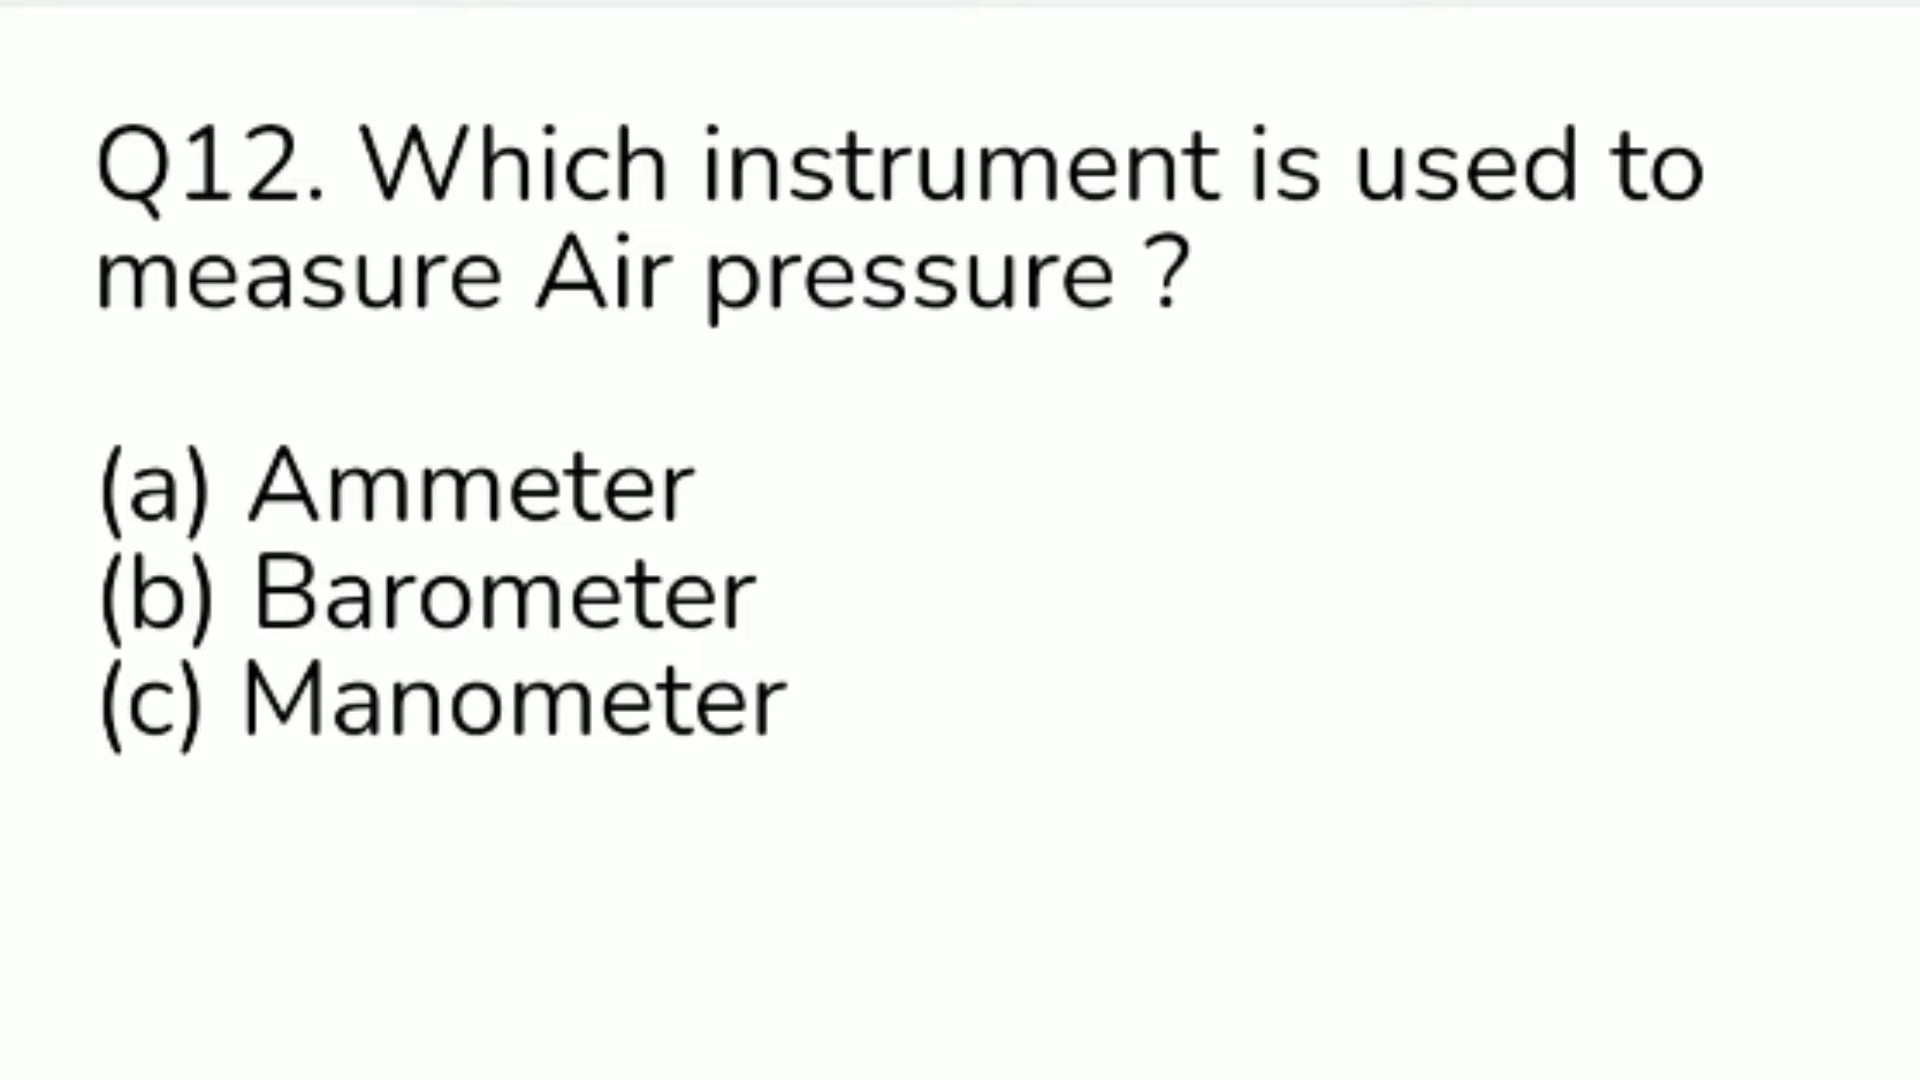 Q12. Which instrument is used to
measure Air pressure ?
(a) Ammeter
(b) Barometer
(c) Manometer